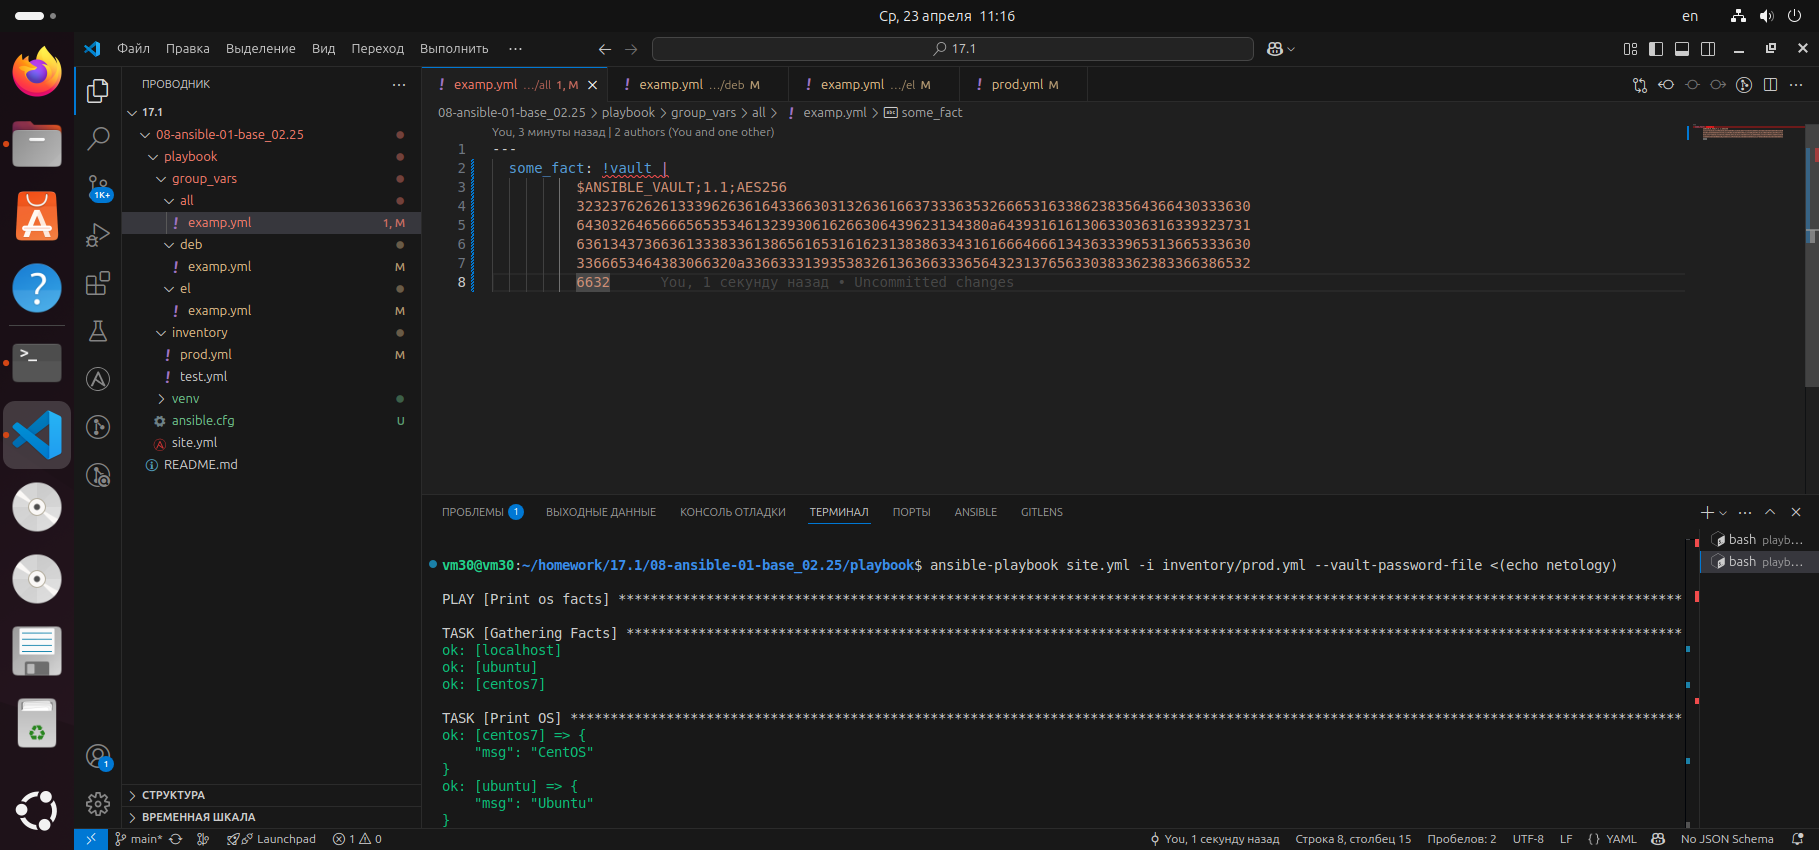 Ср, 23 апреля 11:16
en
Файл Правка Выделение Вид Переход Выполнить ···
17.1
ПРОВОДНИК
examp.yml .../all 1, M
examp.yml .../deb M
examp.yml .../el M
prod.yml M
08-ansible-01-base_02.25 > playbook > group_vars > all > ! examp.yml > some_fact
17.1
08-ansible-01-base_02.25
playbook
group_vars
all
examp.yml 1, M
deb
examp.yml M
el
examp.yml M
inventory
prod.yml M
test.yml
venv
ansible.cfg U
site.yml
README.md
СТРУКТУРА
ВРЕМЕННАЯ ШКАЛА
1K+
1
You, 3 минуты назад | 2 authors (You and one other)
1 ---
2 some_fact: !vault |
3 $ANSIBLE_VAULT;1.1;AES256
4 32323762626133396263616433663031326361663733363532666531633862383564366430333630
5 64303264656665653534613239306162663064396231343​80a643931616130633036316339323731
6 63613437366361333833613865616531616231383863343161666466613436333965313665333630
7 3366653464383066320a336633313935383261363663336564323137656330383362383366386532
8 6632 You, 1 секунду назад • Uncommitted changes
ПРОБЛЕМЫ 1 ВЫХОДНЫЕ ДАННЫЕ КОНСОЛЬ ОТЛАДКИ ТЕРМИНАЛ ПОРТЫ ANSIBLE GITLENS
bash playb...
bash playb...
vm30@vm30:~/homework/17.1/08-ansible-01-base_02.25/playbook$ ansible-playbook site.yml -i inventory/prod.yml --vault-password-file <(echo netology)
PLAY [Print os facts] *************************************************************************************************************************************
TASK [Gathering Facts] ************************************************************************************************************************************
ok: [localhost]
ok: [ubuntu]
ok: [centos7]
TASK [Print OS] *******************************************************************************************************************************************
ok: [centos7] => {
"msg": "CentOS"
}
ok: [ubuntu] => {
"msg": "Ubuntu"
}
main* Launchpad 1 0 You, 1 секунду назад Строка 8, столбец 15 Пробелов: 2 UTF-8 LF { } YAML No JSON Schema